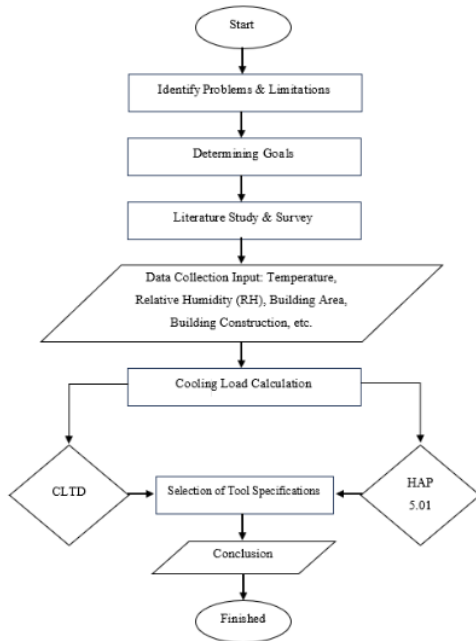 Start
Identify Problems & Limitations
Determining Goals
Literature Study & Survey
Data Collection Input: Temperature,
Relative Humidity (RH), Building Area,
Building Construction, etc.
Cooling Load Calculation
CLTD
Selection of Tool Specifications
HAP
5.01
Conclusion
Finished